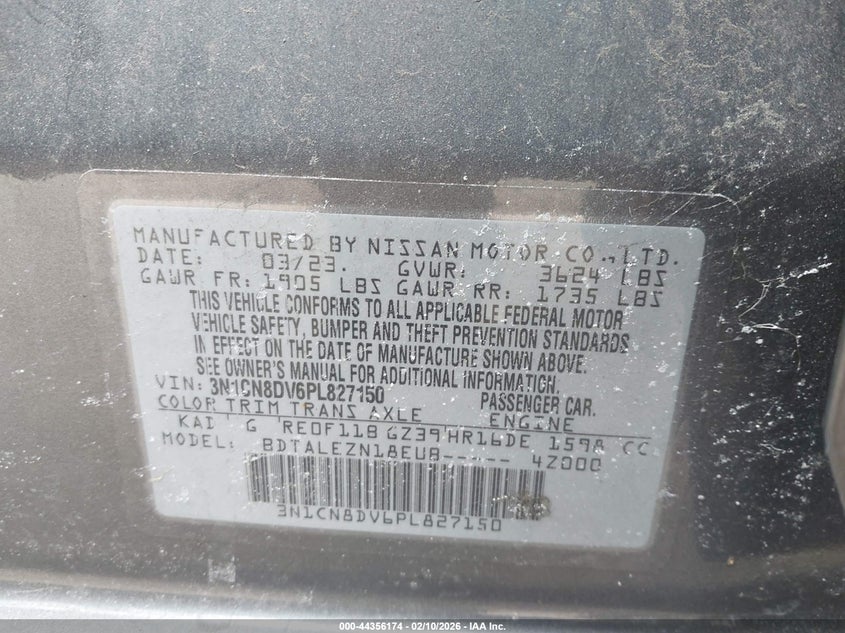 MANUFACTURED BY NISSAN MOTOR CO., LTD.
DATE: 03/23. GVWR: 3624 LBS
GAWR FR: 1905 LBS GAWR RR: 1735 LBS
THIS VEHICLE CONFORMS TO ALL APPLICABLE FEDERAL MOTOR
VEHICLE SAFETY, BUMPER AND THEFT PREVENTION STANDARDS
IN EFFECT ON THE DATE OF MANUFACTURE SHOWN ABOVE.
SEE OWNER'S MANUAL FOR ADDITIONAL INFORMATION.
VIN: 3N1CN8DV6PL827150 PASSENGER CAR.
COLOR TRIM TRANS AXLE ENGINE
KAD G RE0F11B GZ39 HR16DE 1598 CC
MODEL: BDTALEZN18EUA----- 4Z000
3N1CN8DV6PL827150
000-44356174 - 02/10/2026 - IAA Inc.